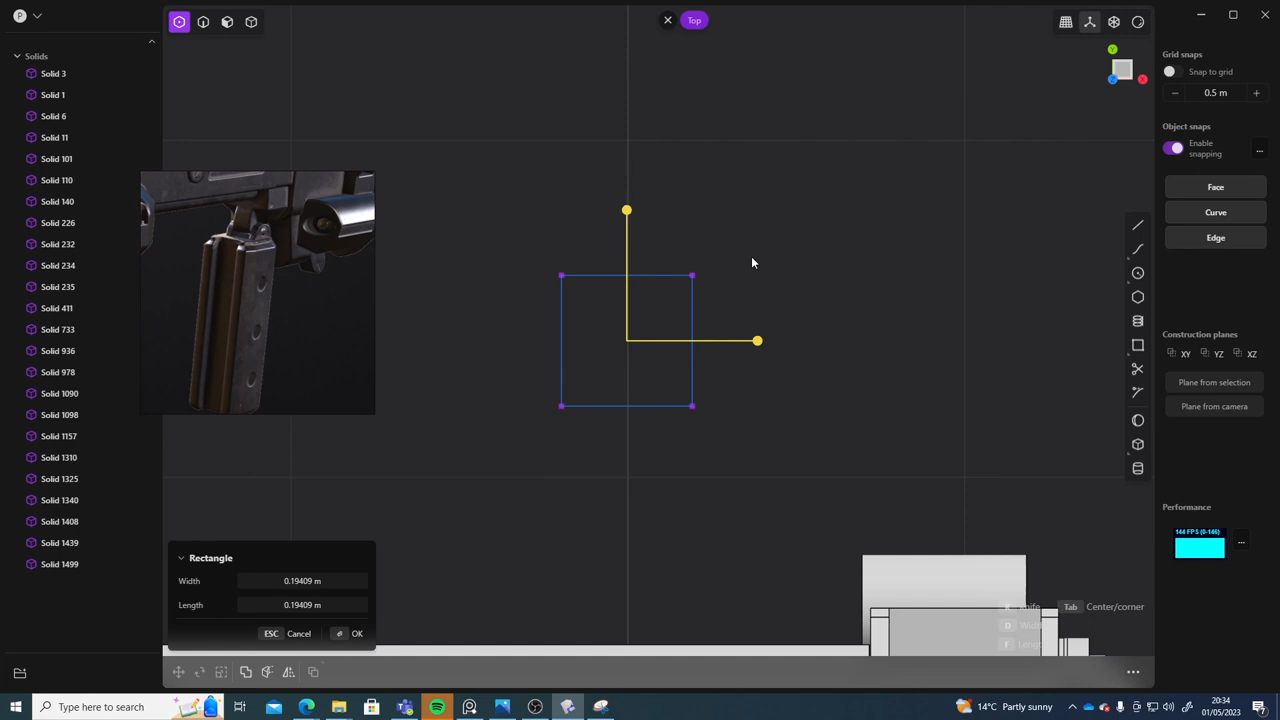 P
Solids
Solid 3
Solid 1
Solid 6
Solid 11
Solid 101
Solid 110
Solid 140
Solid 226
Solid 232
Solid 234
Solid 235
Solid 411
Solid 733
Solid 936
Solid 978
Solid 1090
Solid 1098
Solid 1157
Solid 1310
Solid 1325
Solid 1340
Solid 1408
Solid 1439
Solid 1499
Top
Y
Z
X
Rectangle
Width 0.19409 m
Length 0.19409 m
ESC Cancel OK
Knife
Tab Center/corner
D Width
F Length
Grid snaps
Snap to grid
0.5 m
Object snaps
Enable
snapping
...
Face
Curve
Edge
Construction planes
XY YZ XZ
Plane from selection
Plane from camera
Performance
144 FPS (0-146)
...
Type here to search
14°C Partly sunny
20:34
01/05/2023